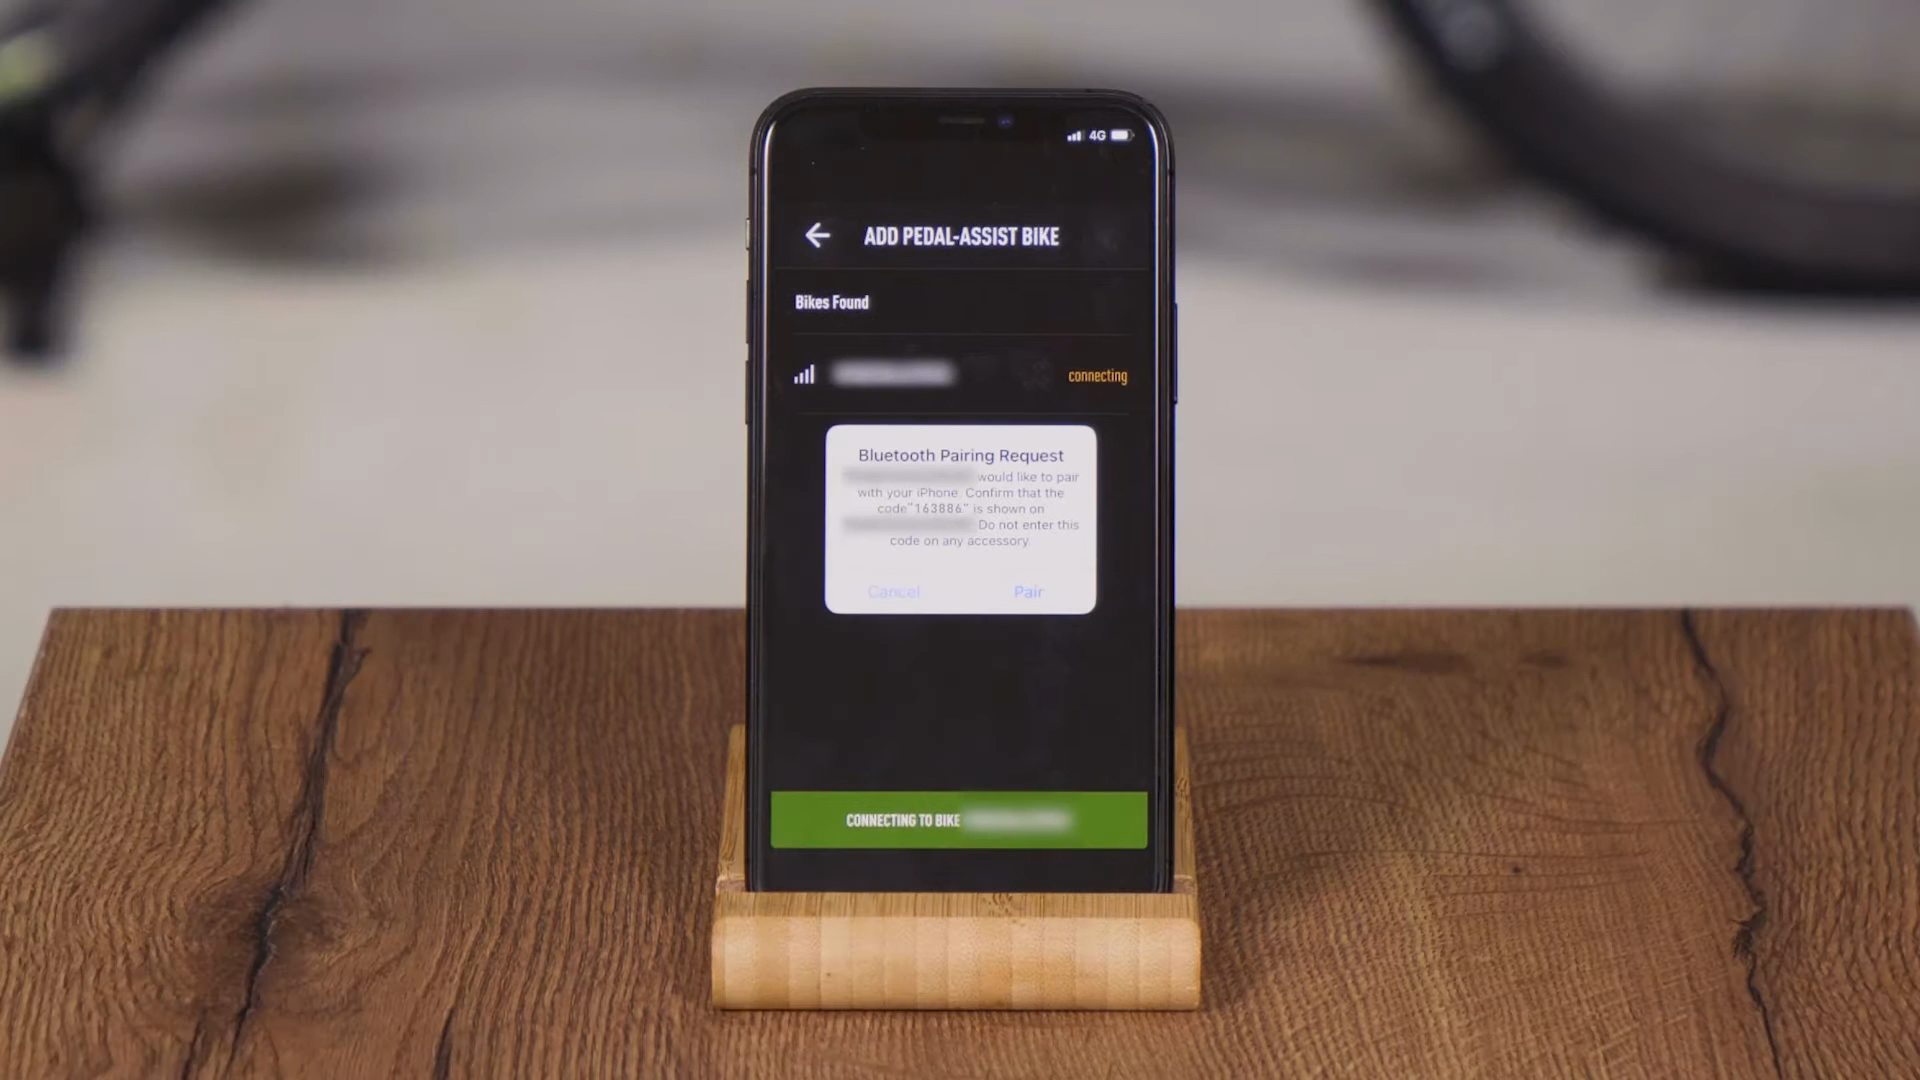 4G
ADD PEDAL-ASSIST BIKE
Bikes Found
connecting
Bluetooth Pairing Request
would like to pair
with your iPhone. Confirm that the
code "163886" is shown on
Do not enter this
code on any accessory.
Cancel Pair
CONNECTING TO BIKE